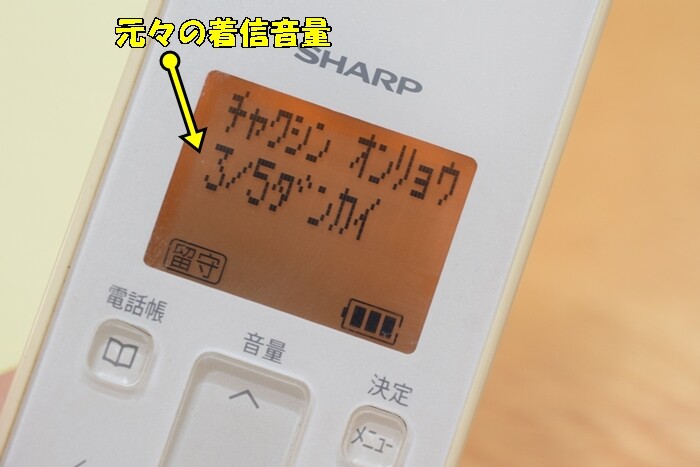 元々の着信音量
SHARP
チャクシン オンリョウ
3/5ダンカイ
留守
電話帳
音量
決定
メニュー